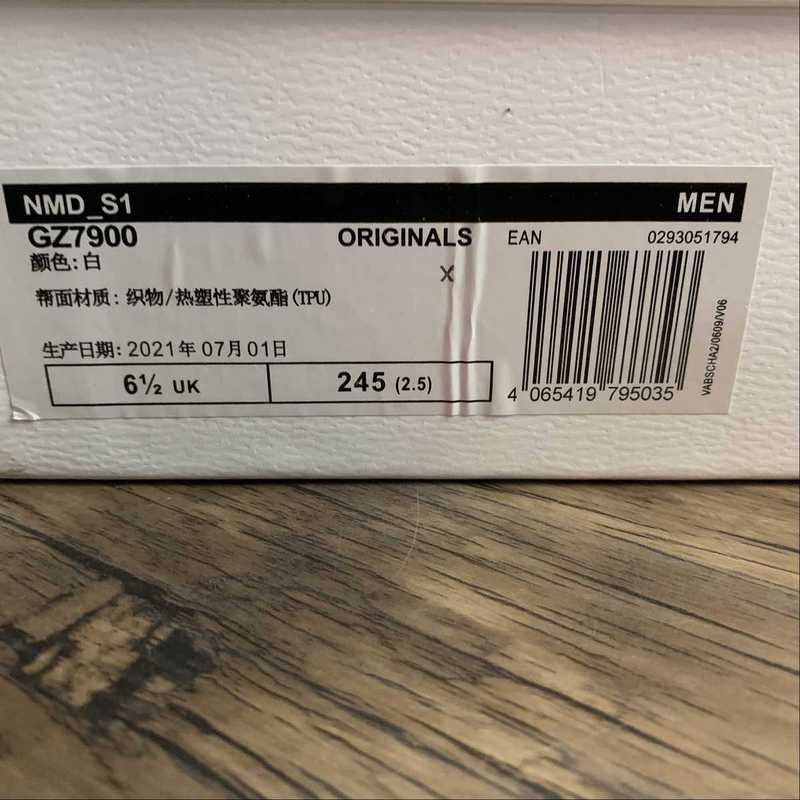 NMD_S1 MEN
GZ7900 ORIGINALS EAN 0293051794
颜色: 白
X
帮面材质: 织物/热塑性聚氨酯(TPU)
生产日期: 2021年 07月 01日
6½ UK 245 (2.5)
4 065419 795035
VABSCHA2/0609/V06